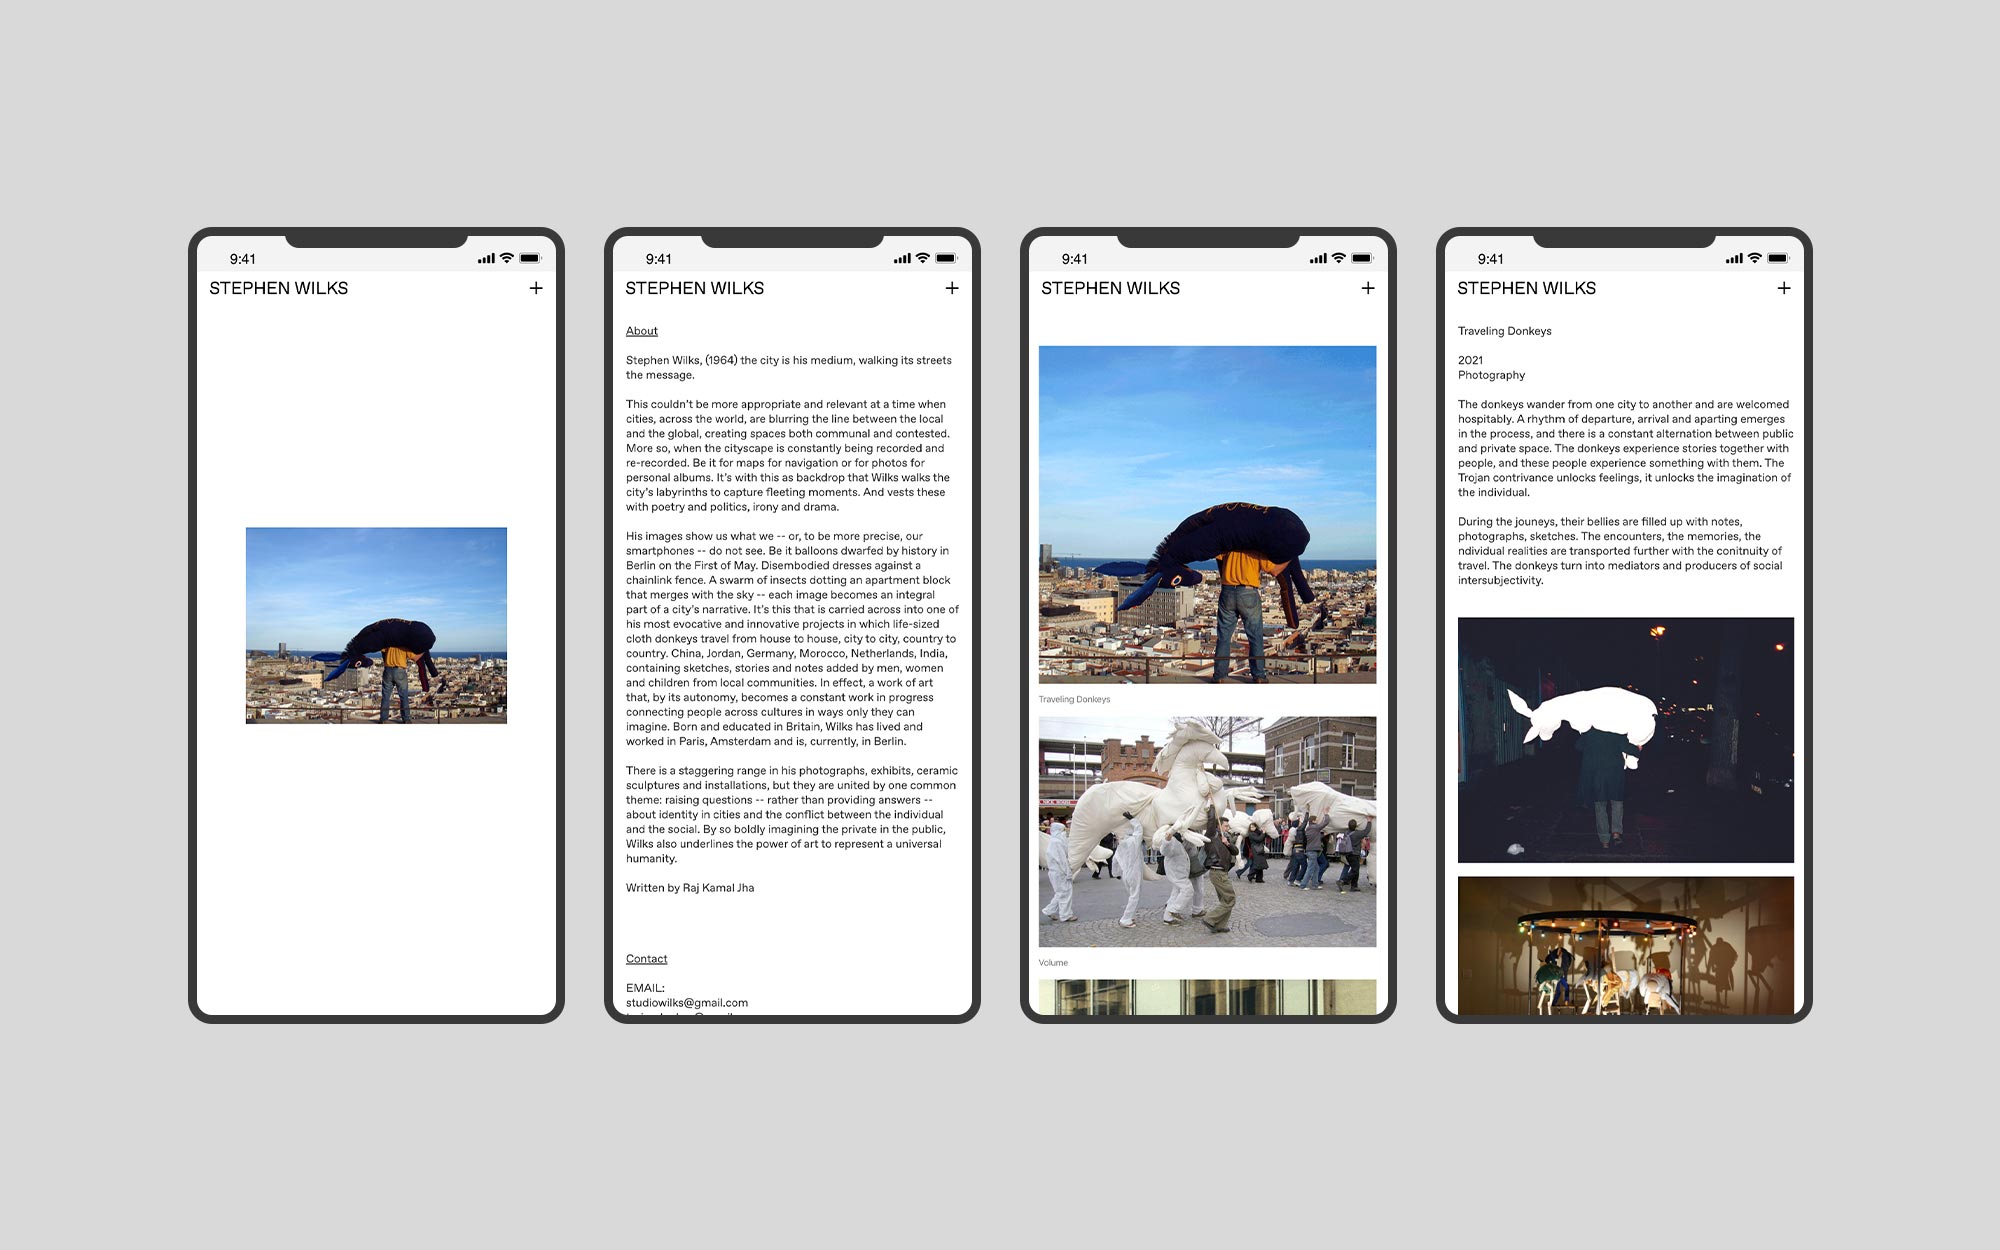 9:41
STEPHEN WILKS +
9:41
STEPHEN WILKS +
About
Stephen Wilks, (1964) the city is his medium, walking its streets
the message.
This couldn't be more appropriate and relevant at a time when
cities, across the world, are blurring the line between the local
and the global, creating spaces both communal and contested.
More so, when the cityscape is constantly being recorded and
re-recorded. Be it for maps for navigation or for photos for
personal albums. It's with this as backdrop that Wilks walks the
city's labyrinths to capture fleeting moments. And vests these
with poetry and politics, irony and drama.
His images show us what we -- or, to be more precise, our
smartphones -- do not see. Be it balloons dwarfed by history in
Berlin on the First of May. Disembodied dresses against a
chainlink fence. A swarm of insects dotting an apartment block
that merges with the sky -- each image becomes an integral
part of a city's narrative. It's this that is carried across into one of
his most evocative and innovative projects in which life-sized
cloth donkeys travel from house to house, city to city, country to
country. China, Jordan, Germany, Morocco, Netherlands, India,
containing sketches, stories and notes added by men, women
and children from local communities. In effect, a work of art
that, by its autonomy, becomes a constant work in progress
connecting people across cultures in ways only they can
imagine. Born and educated in Britain, Wilks has lived and
worked in Paris, Amsterdam and is, currently, in Berlin.
There is a staggering range in his photographs, exhibits, ceramic
sculptures and installations, but they are united by one common
theme: raising questions -- rather than providing answers --
about identity in cities and the conflict between the individual
and the social. By so boldly imagining the private in the public,
Wilks also underlines the power of art to represent a universal
humanity.
Written by Raj Kamal Jha
Contact
EMAIL:
studiowilks@gmail.com
9:41
STEPHEN WILKS +
Traveling Donkeys
Volume
9:41
STEPHEN WILKS +
Traveling Donkeys
2021
Photography
The donkeys wander from one city to another and are welcomed
hospitably. A rhythm of departure, arrival and aparting emerges
in the process, and there is a constant alternation between public
and private space. The donkeys experience stories together with
people, and these people experience something with them. The
Trojan contrivance unlocks feelings, it unlocks the imagination of
the individual.
During the jouneys, their bellies are filled up with notes,
photographs, sketches. The encounters, the memories, the
ndividual realities are transported further with the conitnuity of
travel. The donkeys turn into mediators and producers of social
intersubjectivity.